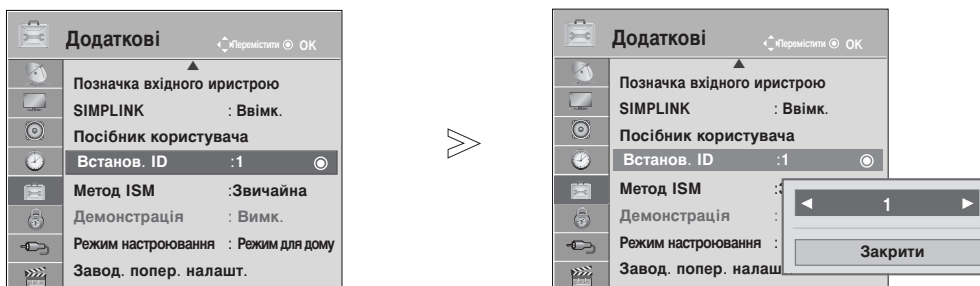 Додаткові
Перемістити OK
Позначка вхідного иристрою
SIMPLINK : Ввімк.
Посібник користувача
Встанов. ID :1
Метод ISM :Звичайна
Демонстрація : Вимк.
Режим настроювання : Режим для дому
Завод. попер. налашт.
Додаткові
Перемістити OK
Позначка вхідного иристрою
SIMPLINK : Ввімк.
Посібник користувача
Встанов. ID :1
Метод ISM :
Демонстрація :
Режим настроювання :
Завод. попер. налаш
1
Закрити